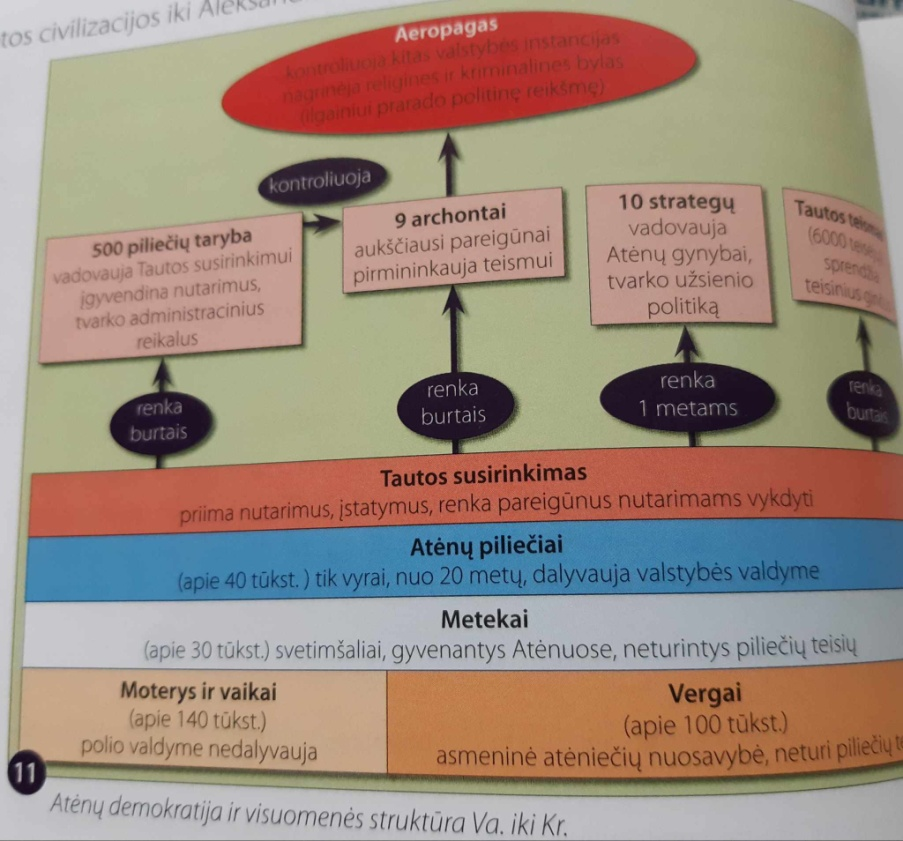 tos civilizacijos iki
Aeropagas
kontroliuoja kitas valstybės instancijas
nagrinėja religines ir kriminalines bylas
(ilgainiui prarado politinę reikšmę)
kontroliuoja
500 piliečių taryba
vadovauja Tautos susirinkimui
įgyvendina nutarimus,
tvarko administracinius
reikalus
9 archontai
aukščiausi pareigūnai
pirmininkauja teismui
10 strategų
vadovauja
Atėnų gynybai,
tvarko užsienio
politiką
Tautos
(6000
sprendžia
teisinius
renka
burtais
renka
burtais
renka
1 metams
renka
burtais
Tautos susirinkimas
priima nutarimus, įstatymus, renka pareigūnus nutarimams vykdyti
Atėnų piliečiai
(apie 40 tūkst. ) tik vyrai, nuo 20 metų, dalyvauja valstybės valdyme
Metekai
(apie 30 tūkst.) svetimšaliai, gyvenantys Atėnuose, neturintys piliečių teisių
Moterys ir vaikai
(apie 140 tūkst.)
polio valdyme nedalyvauja
Vergai
(apie 100 tūkst.)
asmeninė atėniečių nuosavybė, neturi piliečių
11
Atėnų demokratija ir visuomenės struktūra Va. iki Kr.